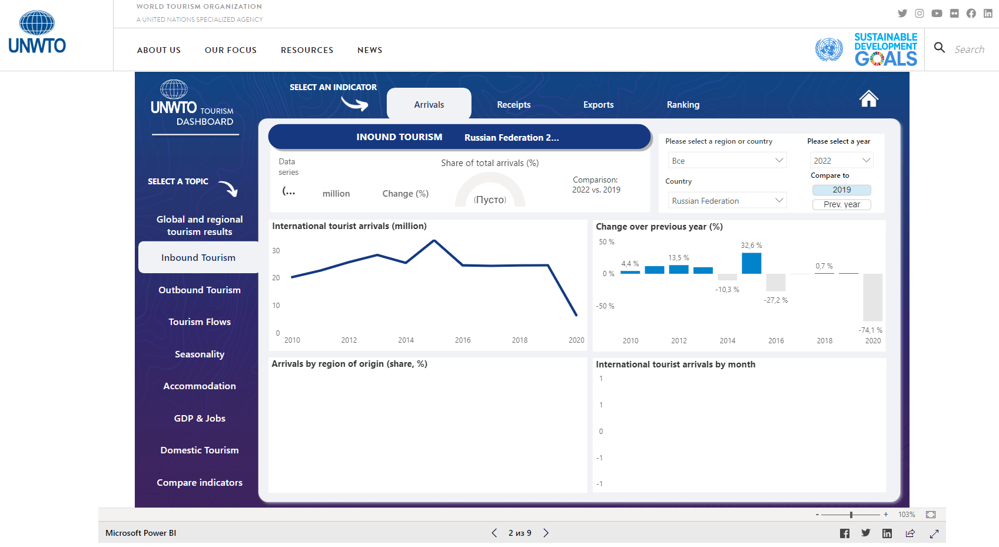 WORLD TOURISM ORGANIZATION
A UNITED NATIONS SPECIALIZED AGENCY
UNWTO
ABOUT US
OUR FOCUS
RESOURCES
NEWS
SUSTAINABLE
DEVELOPMENT
GOALS
Search
UNWTO TOURISM
DASHBOARD
SELECT AN INDICATOR
Arrivals
Receipts
Exports
Ranking
SELECT A TOPIC
Global and regional
tourism results
Inbound Tourism
Outbound Tourism
Tourism Flows
Seasonality
Accommodation
GDP & Jobs
Domestic Tourism
Compare indicators
INOUND TOURISM Russian Federation 2...
Data
series
(...
million
Change (%)
Share of total arrivals (%)
(Пусто)
Comparison:
2022 vs. 2019
Please select a region or country
Все
Country
Russian Federation
Please select a year
2022
Compare to
2019
Prev. year
International tourist arrivals (million)
30
20
10
0
2010 2012 2014 2016 2018 2020
Change over previous year (%)
50 %
0 %
-50 %
4,4 %
13,5 %
-10,3 %
32,6 %
-27,2 %
0,7 %
-74,1 %
2010 2012 2014 2016 2018 2020
Arrivals by region of origin (share, %)
International tourist arrivals by month
1
1
0
-1
-1
- + 103%
Microsoft Power BI
2 из 9